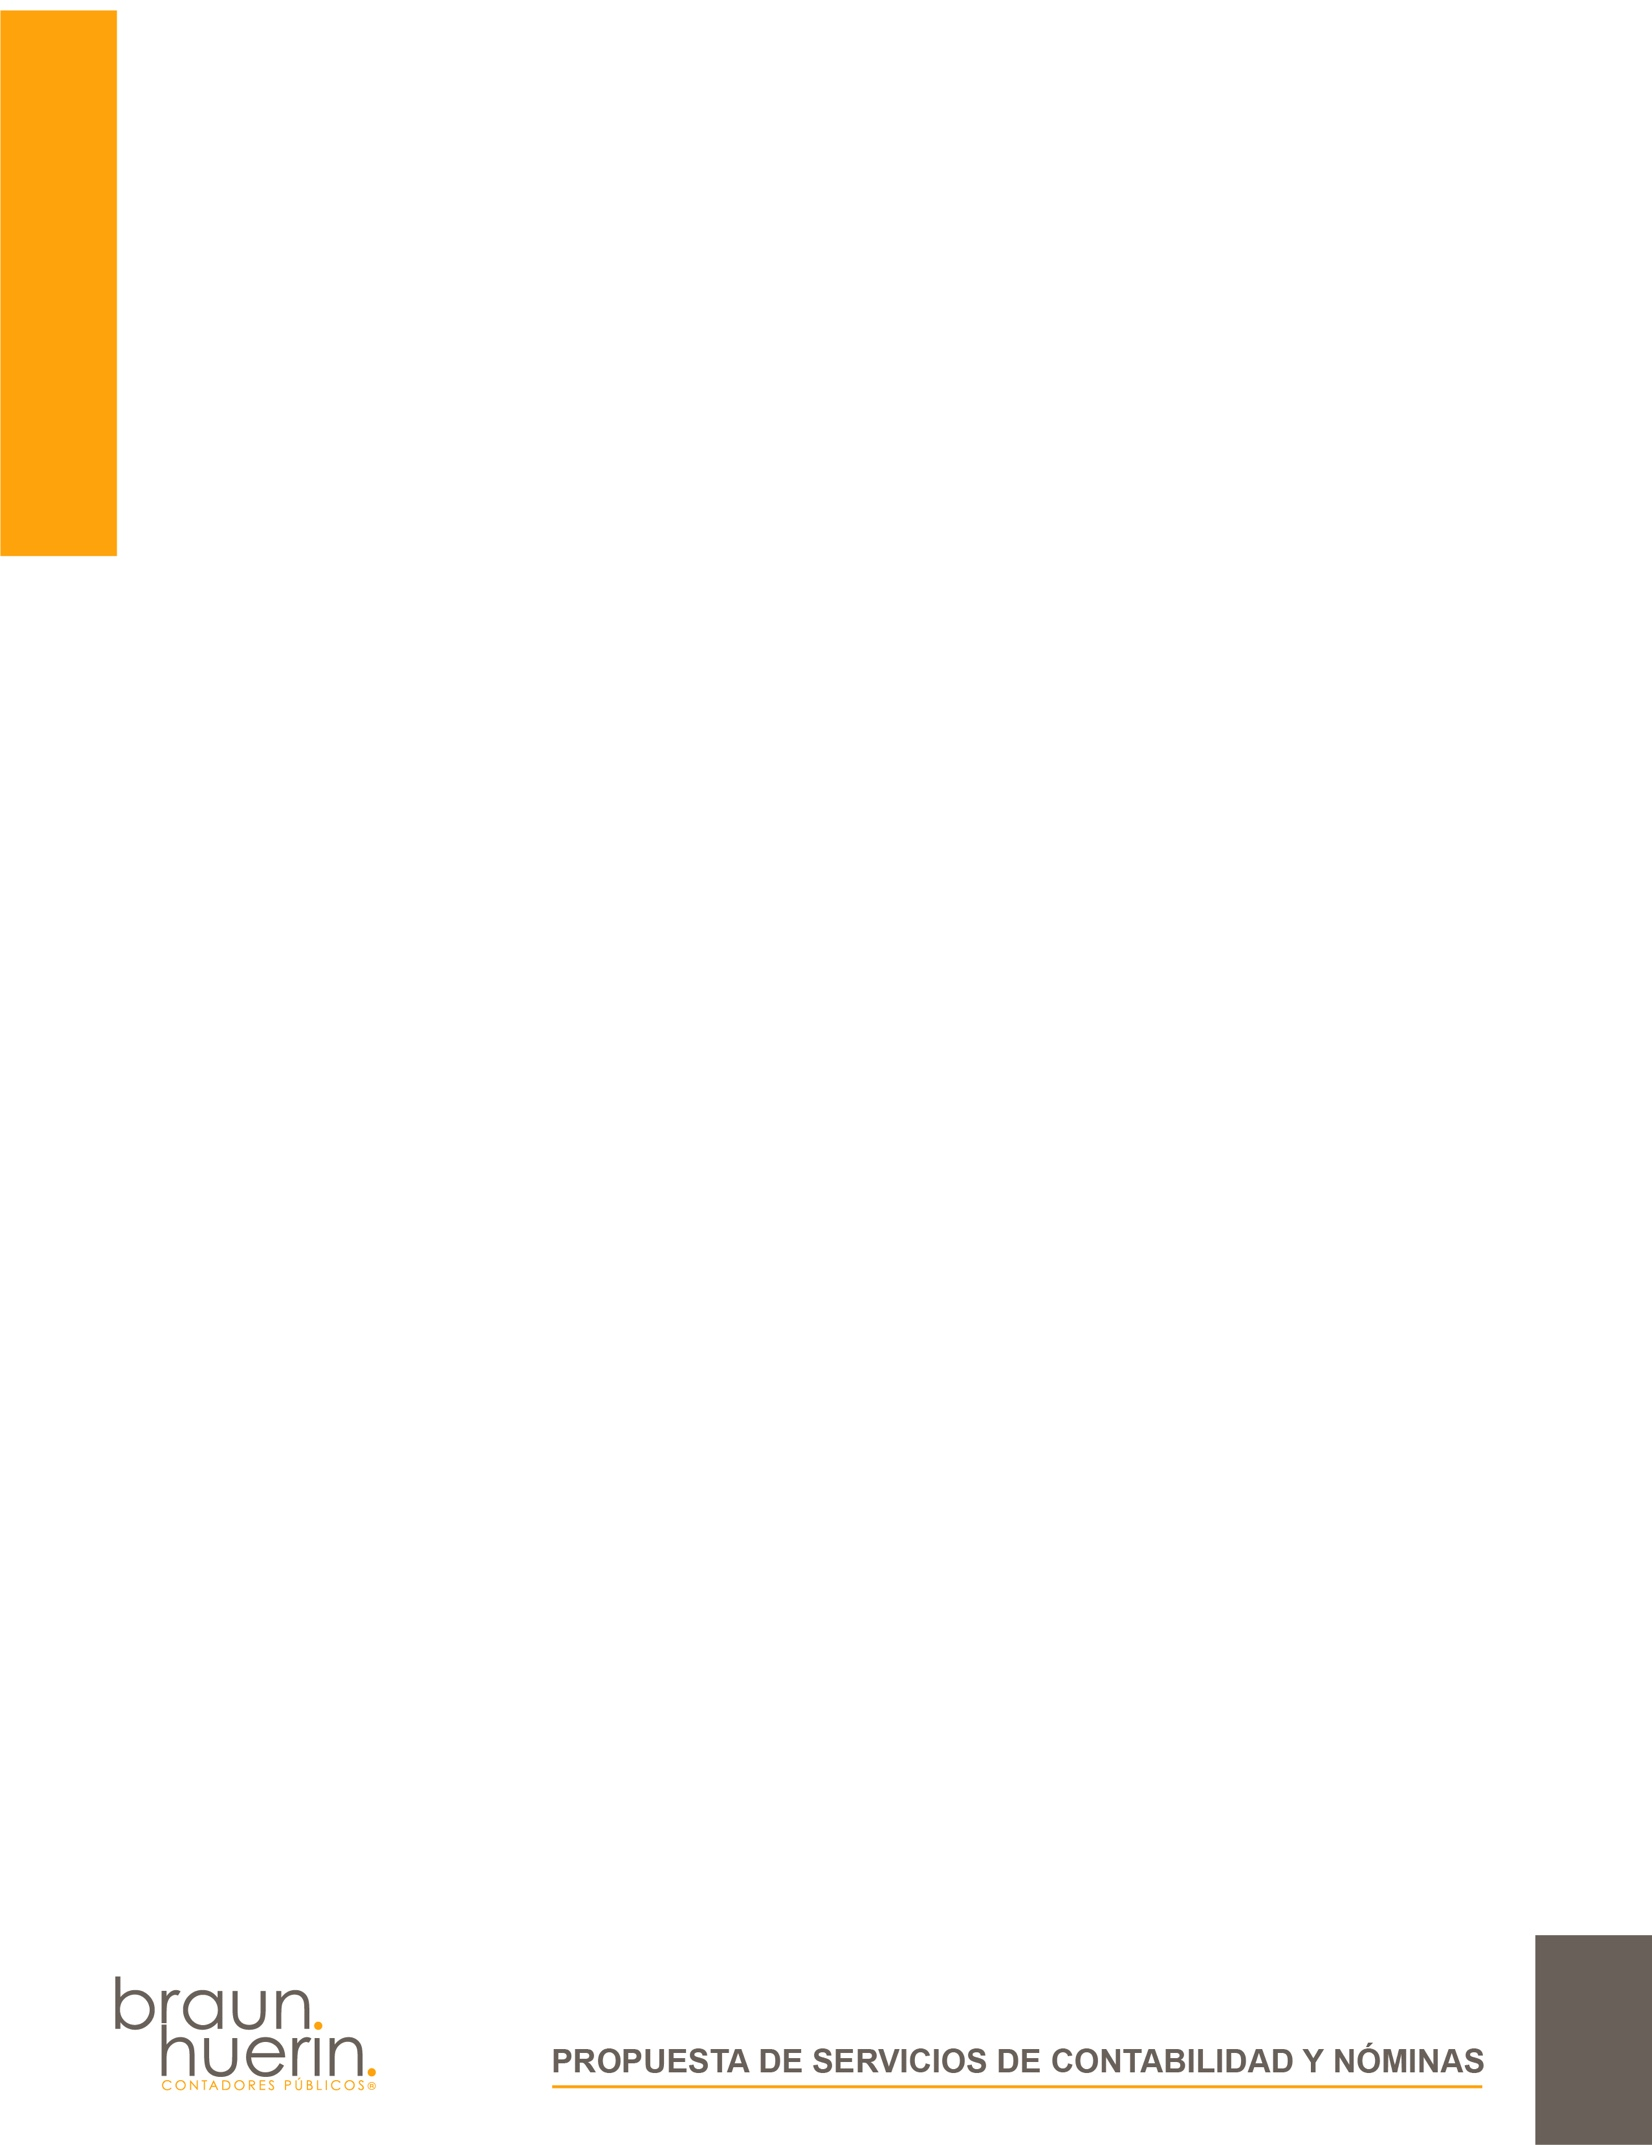 braun.
huerin.
CONTADORES PÚBLICOS®
PROPUESTA DE SERVICIOS DE CONTABILIDAD Y NÓMINAS